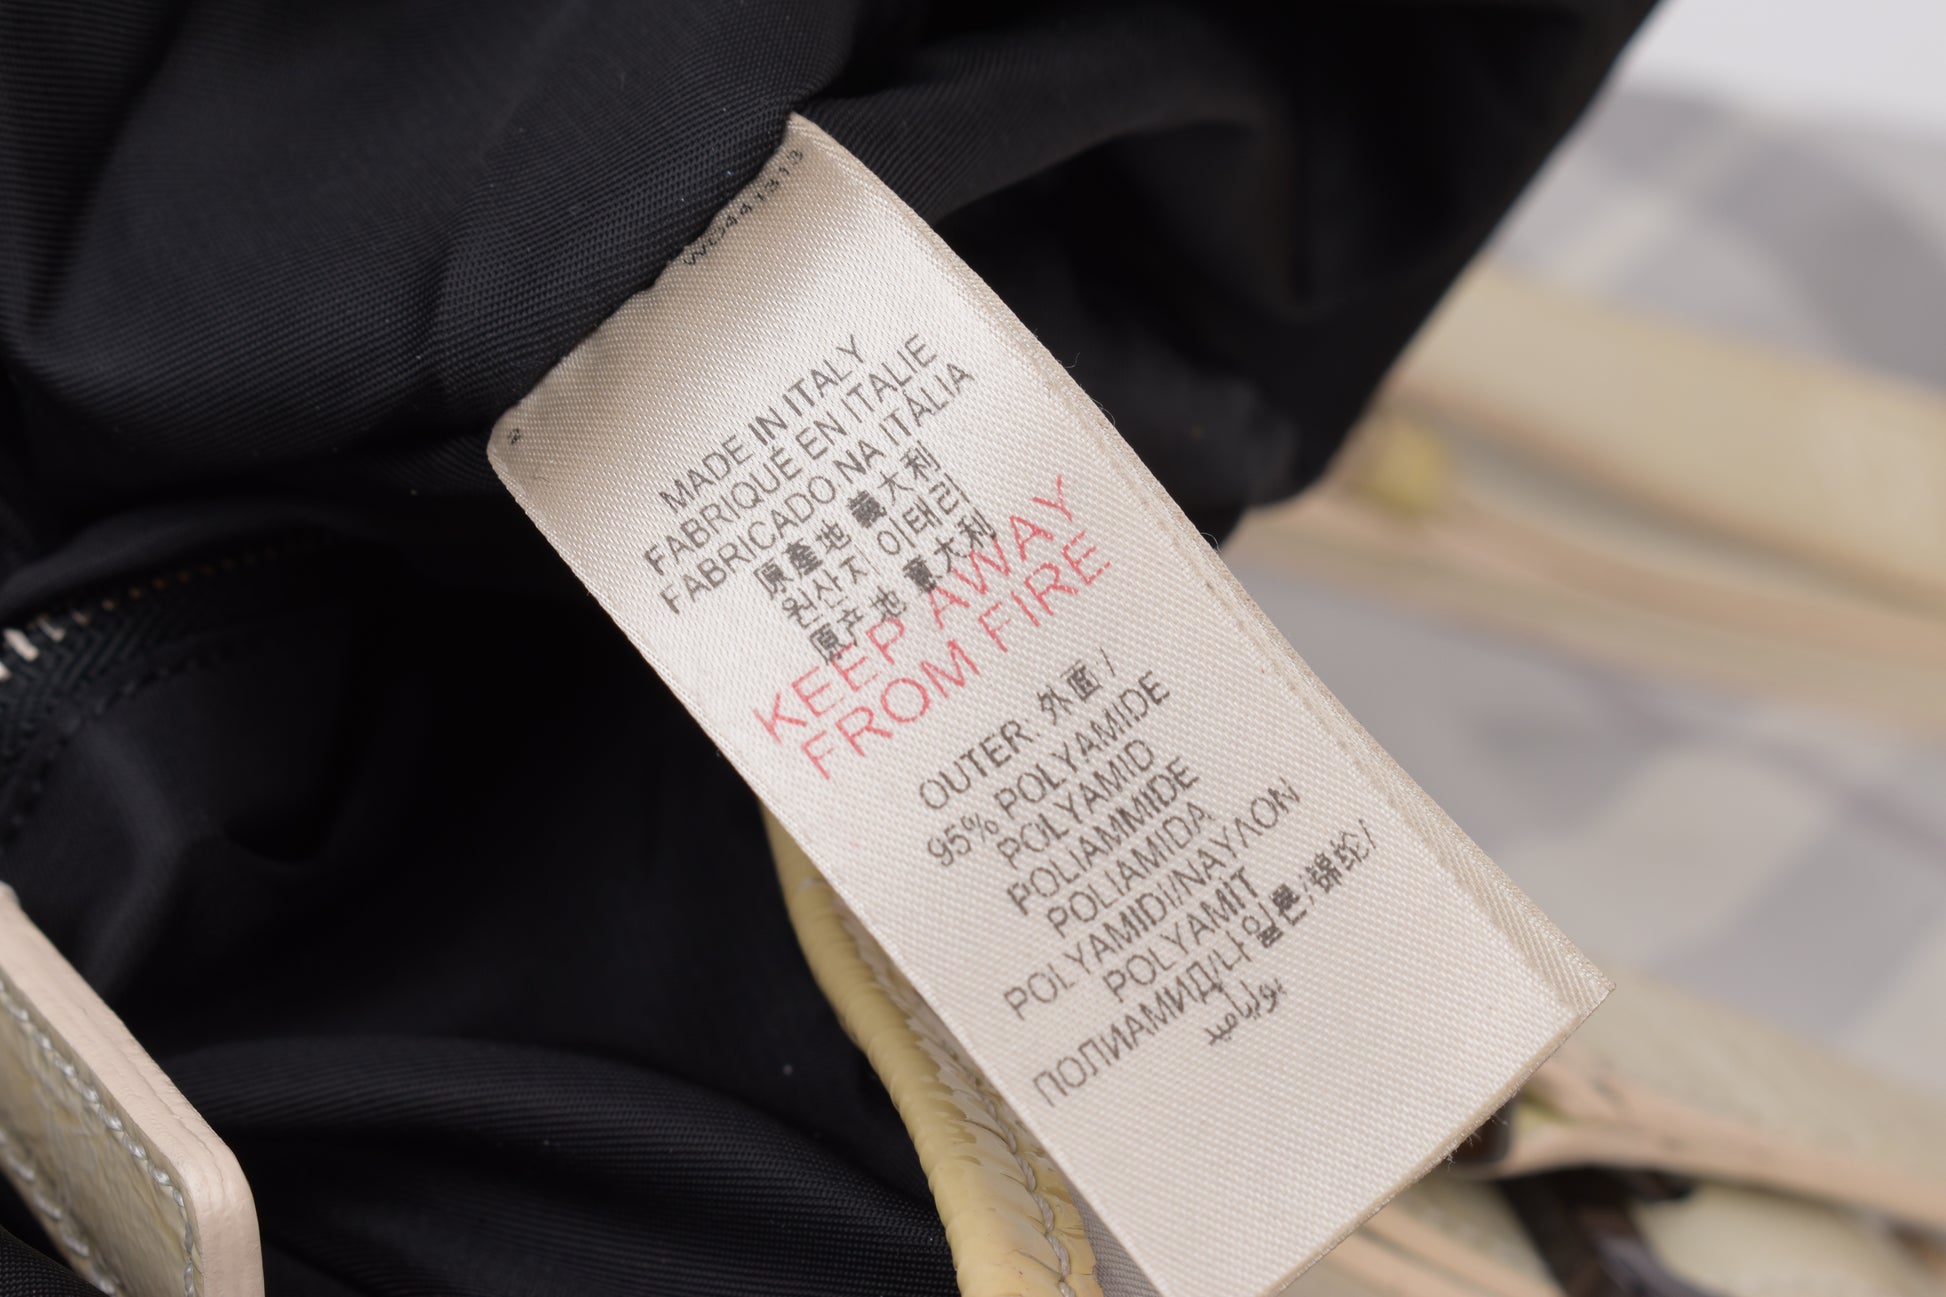 2
MADE IN ITALY
FABRIQUÉ EN ITALIE
FABRICADO NA ITÁLIA
原產地 義大利
원산지 이태리
原产地 意大利
KEEP AWAY
FROM FIRE
OUTER: 外面/
95% POLYAMIDE
POLYAMID
POLIAMMIDE
POLIAMIDA
POLYAMIDI/ΝΑΥΛΟΝ
POLYAMIT
ПОЛИАМИД/나일론/锦纶/
بولياميد